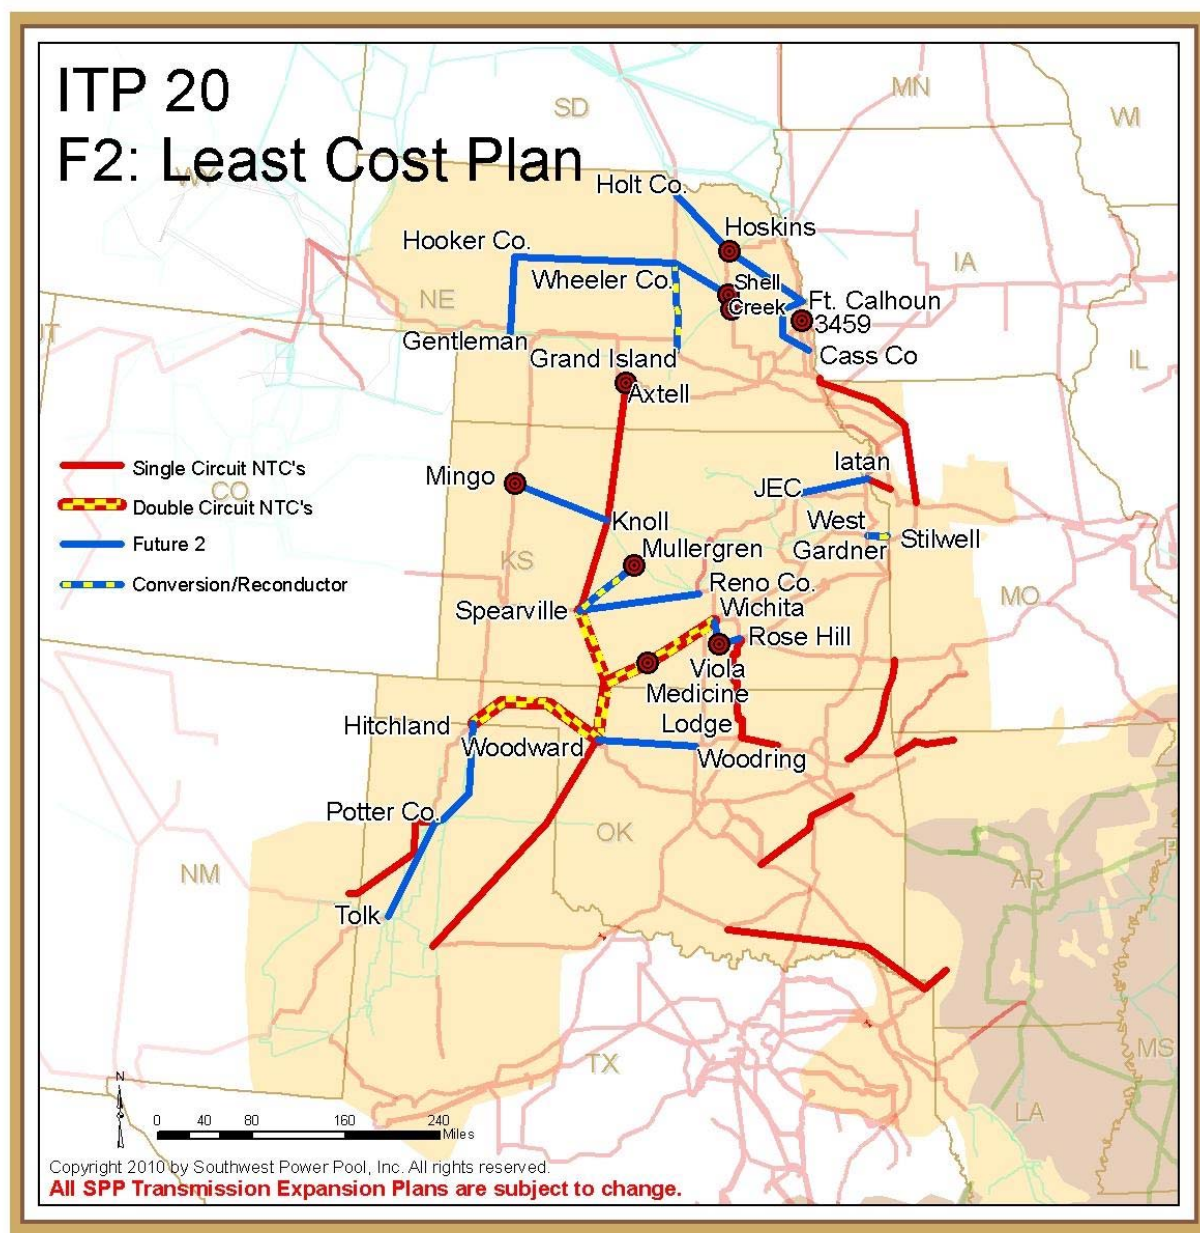 ITP 20
F2: Least Cost Plan
SD
MN
WI
WY
Holt Co.
Hoskins
Hooker Co.
IA
Wheeler Co.
Shell
Creek
NE
Ft. Calhoun
3459
UT
Gentleman
Grand Island
Cass Co
IL
Axtell
Single Circuit NTC's
Iatan
Mingo
JEC
CO
Double Circuit NTC's
Knoll
West
Gardner
Stilwell
Future 2
Mullergren
KS
Conversion/Reconductor
Reno Co.
MO
Spearville
Wichita
Rose Hill
Viola
Medicine
Lodge
Hitchland
Woodward
Woodring
Potter Co.
OK
NM
AR
Tolk
TX
MS
LA
N
0 40 80 160 240
Miles
Copyright 2010 by Southwest Power Pool, Inc. All rights reserved.
All SPP Transmission Expansion Plans are subject to change.